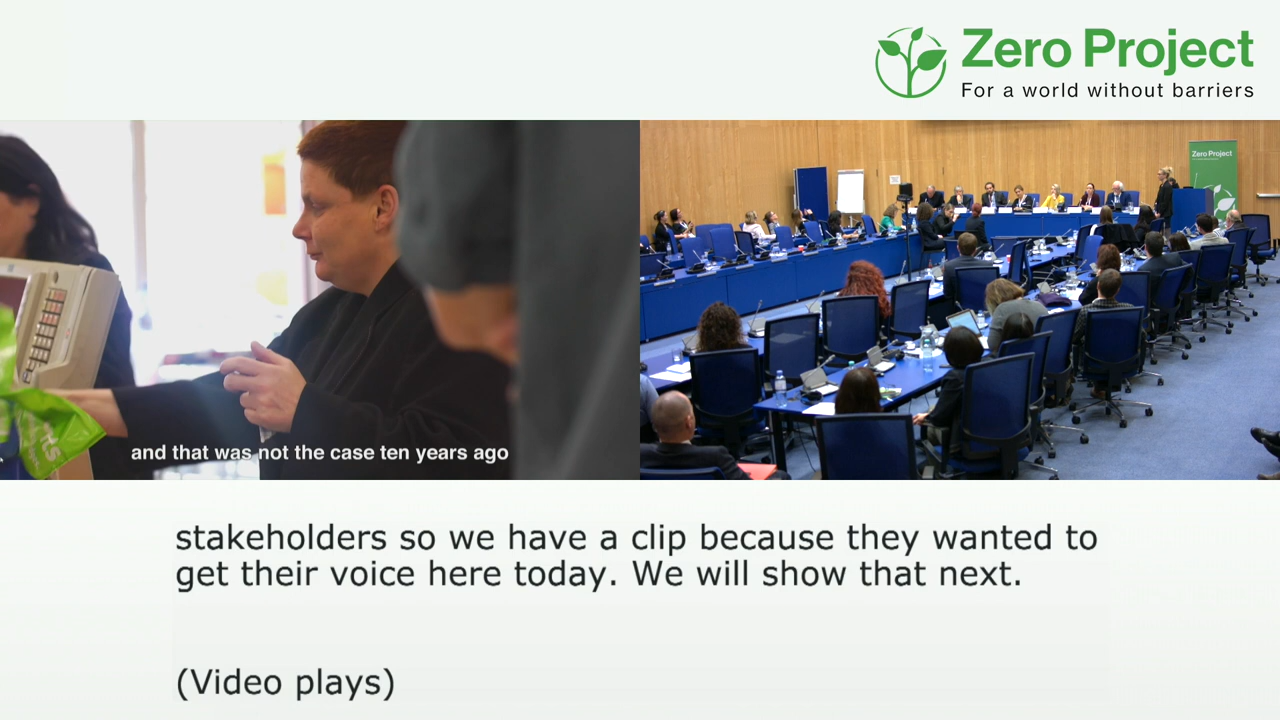 Zero Project
For a world without barriers
Zero Project
and that was not the case ten years ago
stakeholders so we have a clip because they wanted to
get their voice here today. We will show that next.
(Video plays)